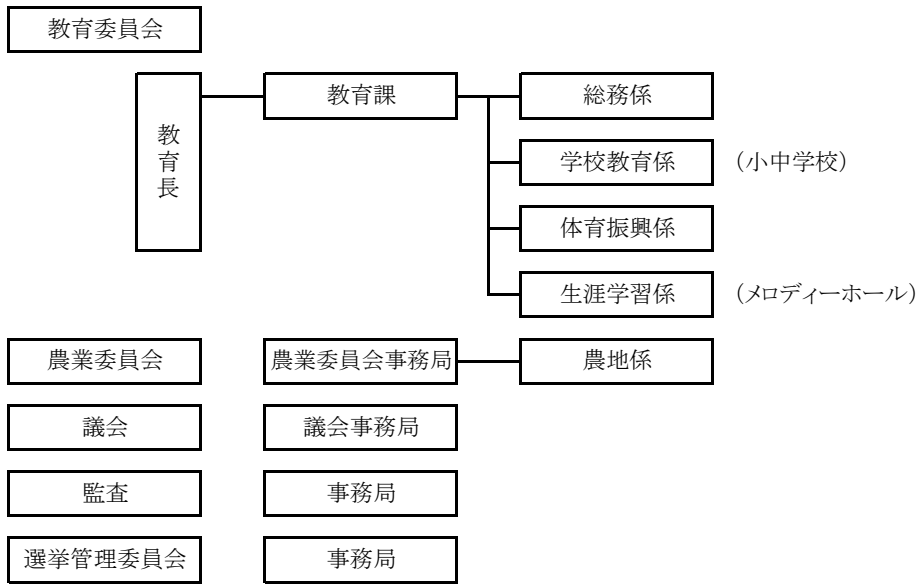 教育委員会
教育長
教育課
総務係
学校教育係
（小中学校）
体育振興係
生涯学習係
（メロディーホール）
農業委員会
農業委員会事務局
農地係
議会
議会事務局
監査
事務局
選挙管理委員会
事務局